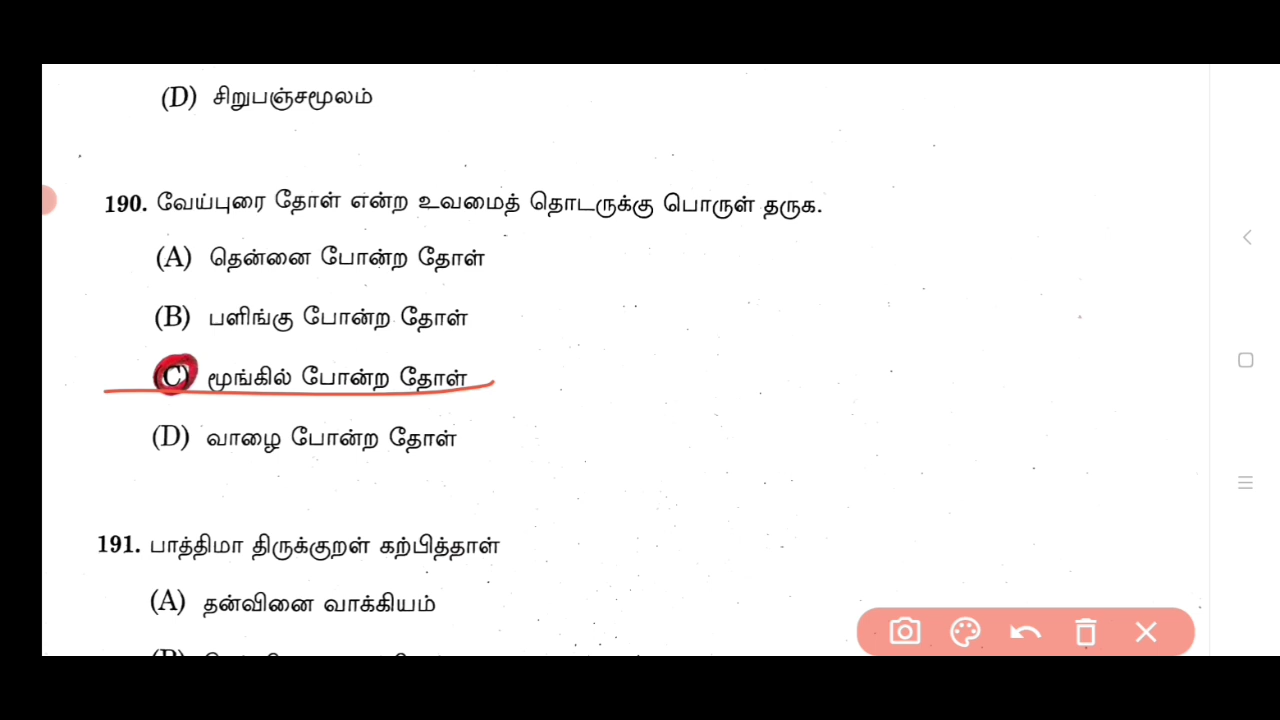 (D) சிறுபஞ்சமூலம்
190. வேய்புரை தோள் என்ற உவமைத் தொடருக்கு பொருள் தருக.
(A) தென்னை போன்ற தோள்
(B) பளிங்கு போன்ற தோள்
(C) மூங்கில் போன்ற தோள்
(D) வாழை போன்ற தோள்
191. பாத்திமா திருக்குறள் கற்பித்தாள்
(A) தன்வினை வாக்கியம்